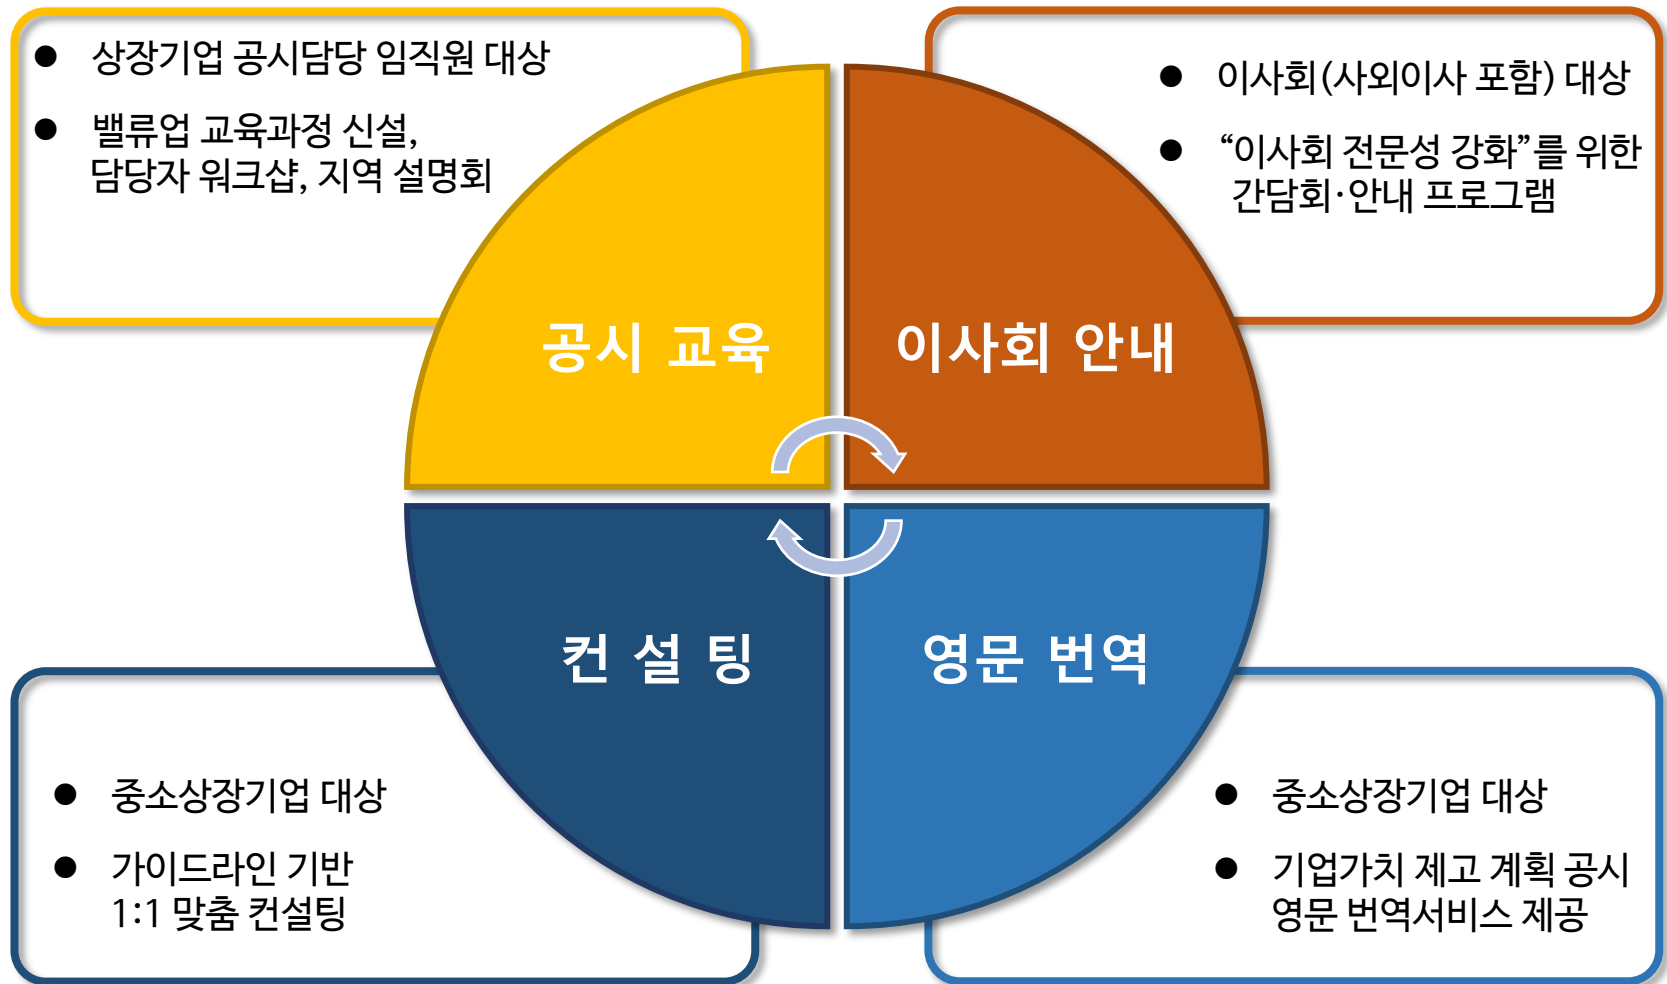 ● 상장기업 공시담당 임직원 대상
● 밸류업 교육과정 신설,
담당자 워크샵, 지역 설명회
● 이사회(사외이사 포함) 대상
● “이사회 전문성 강화”를 위한
간담회·안내 프로그램
공시 교육
이사회 안내
컨 설 팅
영문 번역
● 중소상장기업 대상
● 가이드라인 기반
1:1 맞춤 컨설팅
● 중소상장기업 대상
● 기업가치 제고 계획 공시
영문 번역서비스 제공